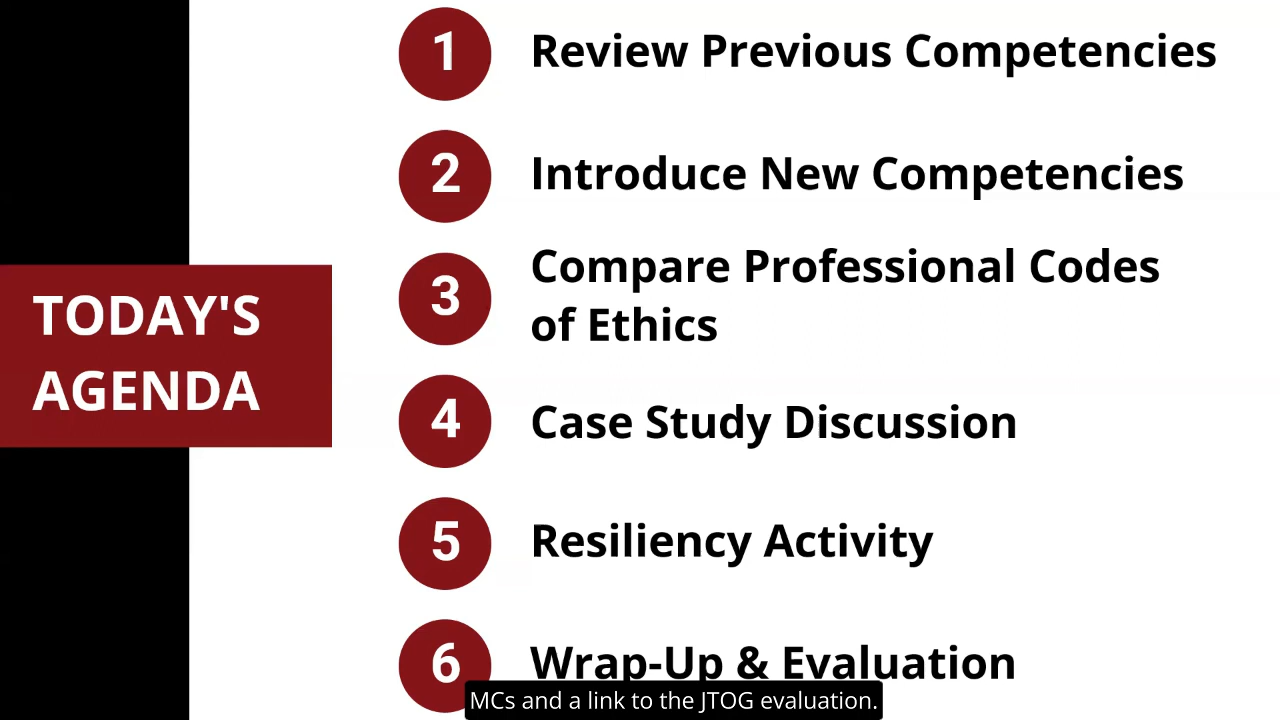 TODAY'S
AGENDA
1 Review Previous Competencies
2 Introduce New Competencies
3 Compare Professional Codes
of Ethics
4 Case Study Discussion
5 Resiliency Activity
6 Wrap-Up & Evaluation
MCs and a link to the JTOG evaluation.